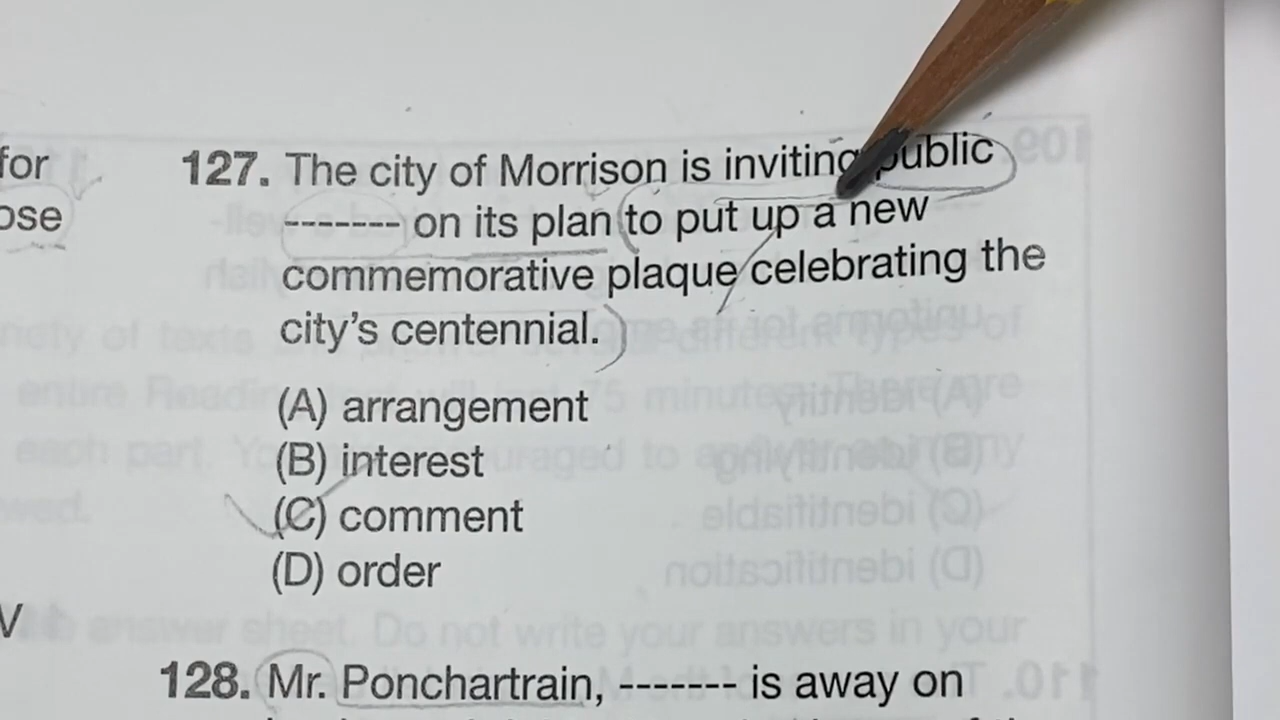 for
ose
127. The city of Morrison is inviting public
------- on its plan to put up a new
commemorative plaque celebrating the
city's centennial.
(A) arrangement
(B) interest
(C) comment
(D) order
V
128. Mr. Ponchartrain, ------- is away on